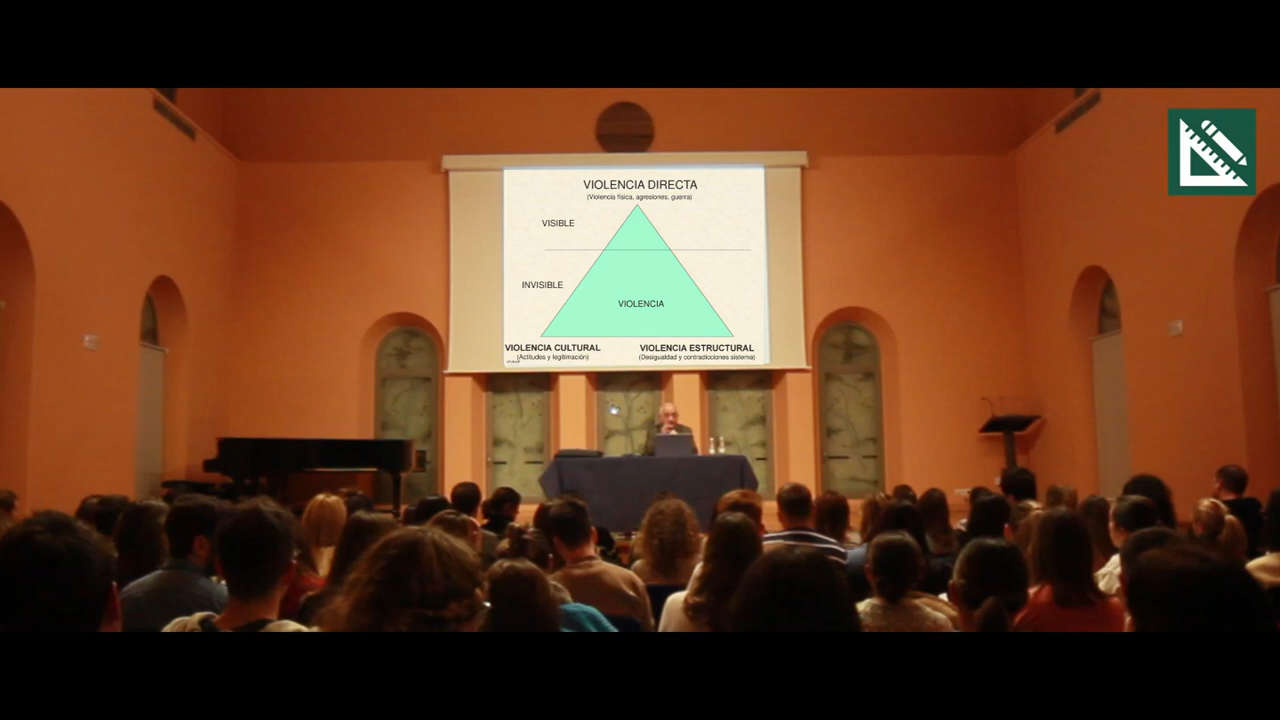 VIOLENCIA DIRECTA
(Violencia física, agresiones, guerra)
VISIBLE
INVISIBLE
VIOLENCIA
VIOLENCIA CULTURAL
(Actitudes y legitimación)
VIOLENCIA ESTRUCTURAL
(Desigualdad y contradicciones sistema)